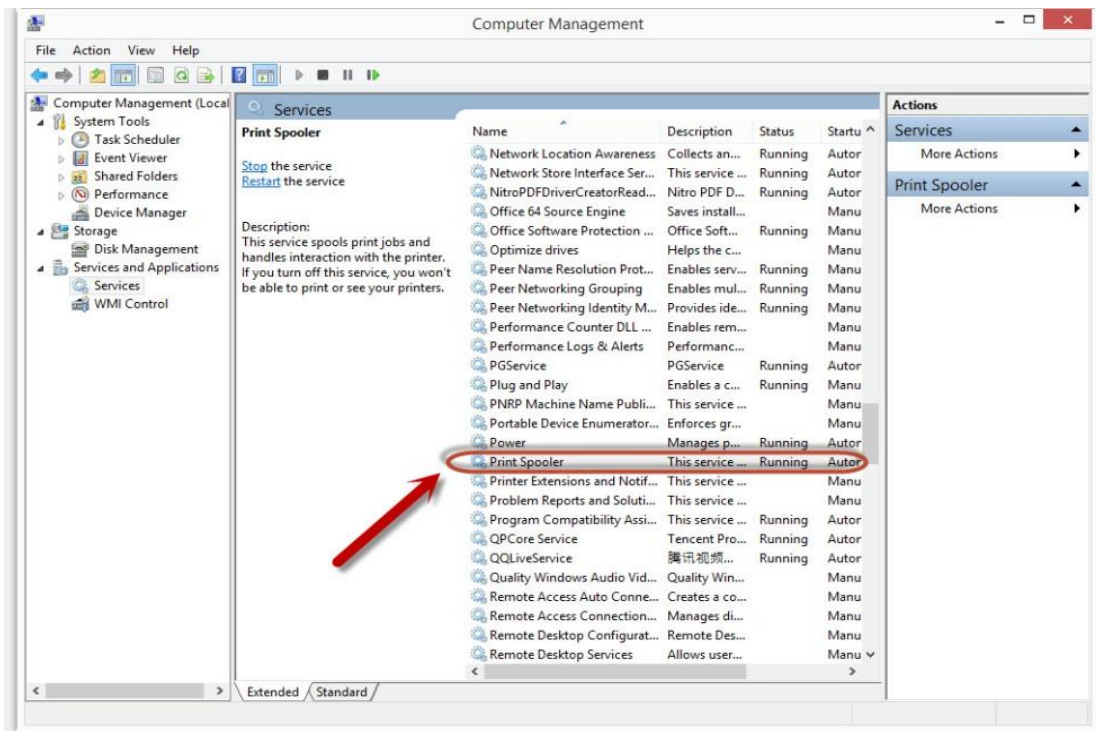 Computer Management
File Action View Help
Computer Management (Local
System Tools
Task Scheduler
Event Viewer
Shared Folders
Performance
Device Manager
Storage
Disk Management
Services and Applications
Services
WMI Control
Services
Print Spooler
Stop the service
Restart the service
Description:
This service spools print jobs and
handles interaction with the printer.
If you turn off this service, you won't
be able to print or see your printers.
Name Description Status Startu
Network Location Awareness Collects an... Running Autor
Network Store Interface Ser... This service ... Running Autor
NitroPDFDriverCreatorRead... Nitro PDF D... Running Autor
Office 64 Source Engine Saves install... Manu
Office Software Protection ... Office Soft... Running Manu
Optimize drives Helps the c... Manu
Peer Name Resolution Prot... Enables serv... Running Manu
Peer Networking Grouping Enables mul... Running Manu
Peer Networking Identity M... Provides ide... Running Manu
Performance Counter DLL ... Enables rem... Manu
Performance Logs & Alerts Performanc... Manu
PGService PGService Running Autor
Plug and Play Enables a c... Running Manu
PNRP Machine Name Publi... This service ... Manu
Portable Device Enumerator... Enforces gr... Manu
Power Manages p... Running Autor
Print Spooler This service ... Running Autor
Printer Extensions and Notif... This service ... Manu
Problem Reports and Soluti... This service ... Manu
Program Compatibility Assi... This service ... Running Autor
QPCore Service Tencent Pro... Running Autor
QQLiveService 腾讯视频... Running Autor
Quality Windows Audio Vid... Quality Win... Manu
Remote Access Auto Conne... Creates a co... Manu
Remote Access Connection... Manages di... Manu
Remote Desktop Configurat... Remote Des... Manu
Remote Desktop Services Allows user... Manu
Extended Standard
Actions
Services
More Actions
Print Spooler
More Actions